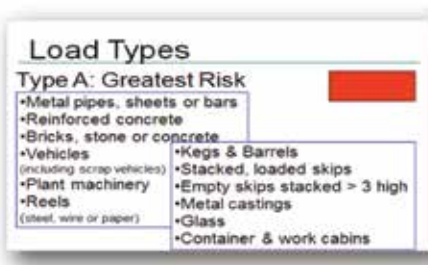 Load Types
Type A: Greatest Risk
•Metal pipes, sheets or bars
•Reinforced concrete
•Bricks, stone or concrete
•Vehicles
(including scrap vehicles)
•Plant machinery
•Reels
(steel, wire or paper)
•Kegs & Barrels
•Stacked, loaded skips
•Empty skips stacked > 3 high
•Metal castings
•Glass
•Container & work cabins